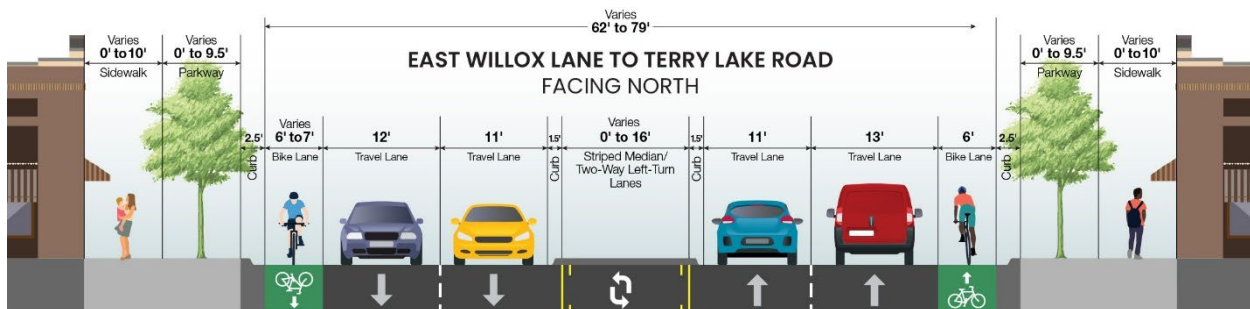 Varies
62' to 79'
EAST WILLOX LANE TO TERRY LAKE ROAD
FACING NORTH
Varies
0' to 10'
Sidewalk
Varies
0' to 9.5'
Parkway
2.5'
Curb
Varies
6' to7'
Bike Lane
12'
Travel Lane
11'
Travel Lane
1.5'
Curb
Varies
0' to 16'
Striped Median/
Two-Way Left-Turn
Lanes
1.5'
Curb
11'
Travel Lane
13'
Travel Lane
6'
Bike Lane
2.5'
Curb
Varies
0' to 9.5'
Parkway
Varies
0' to 10'
Sidewalk